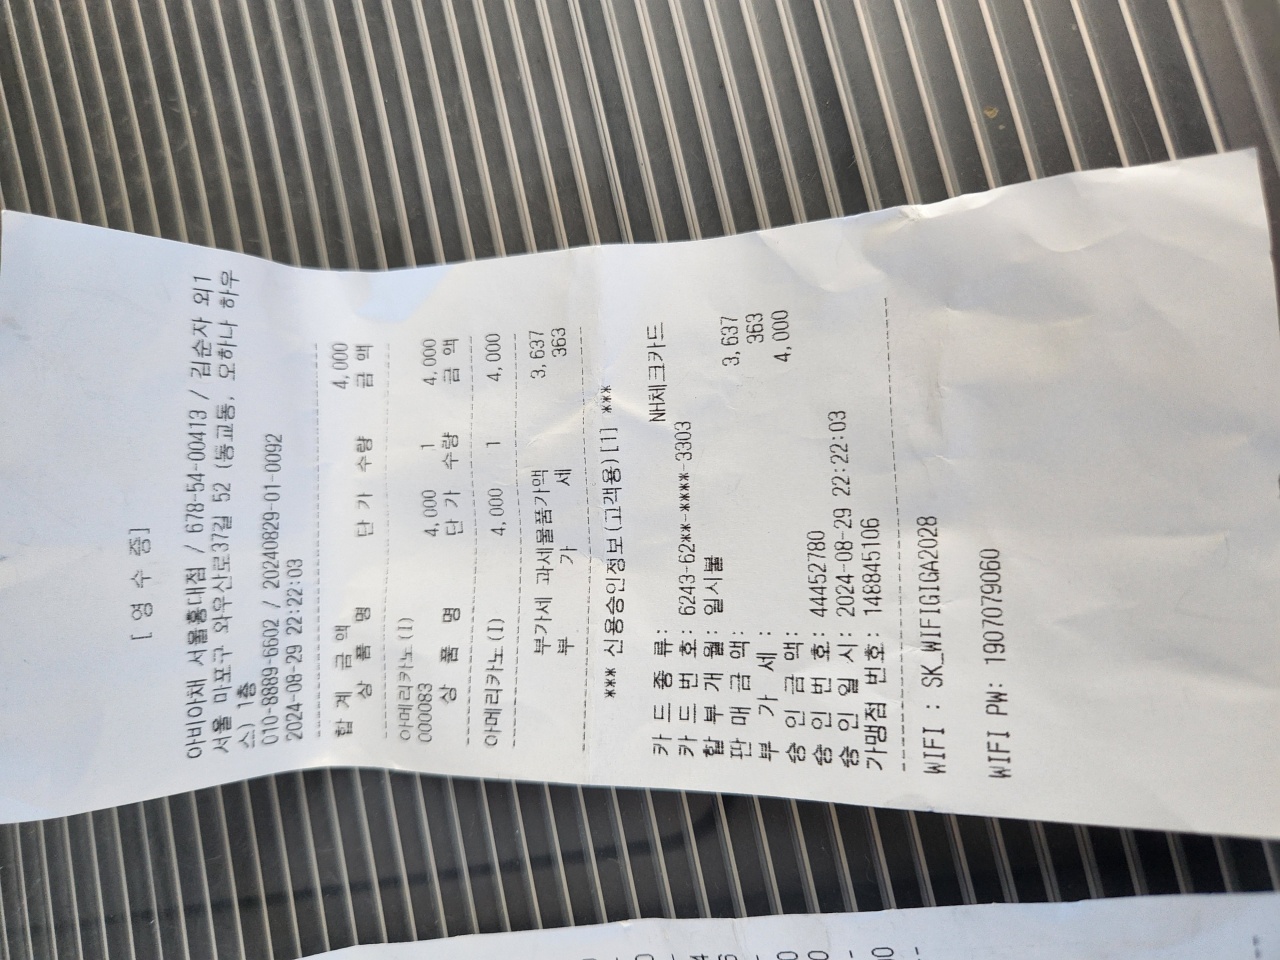 [ 영 수 증]
아비아채 서울홍대점 / 678-54-00413 / 김순자 외1
서울 마포구 와우산로37길 52 (동교동, 오하나 하우
스) 1층
010-8889-6602 / 20240829-01-0092
2024-08-29 22:22:03
합 계 금 액 4,000
상 품 명 단 가 수량 금 액
아메리카노(I)
000083 4,000 1 4,000
상 품 명 단 가 수량 금 액
아메리카노(I) 4,000 1 4,000
부가세 과세물품가액 3,637
부 가 세 363
*** 신용승인정보(고객용)[1] ***
카 드 종 류: NH체크카드
카 드 번 호: 6243-62**-****-3303
할 부 개 월: 일시불
판 매 금 액: 3,637
부 가 세 : 363
승 인 금 액: 4,000
승 인 번 호: 44452780
승 인 일 시: 2024-08-29 22:22:03
가맹점 번호: 148845106
WIFI : SK_WIFIGIGA2028
WIFI PW: 1907079060